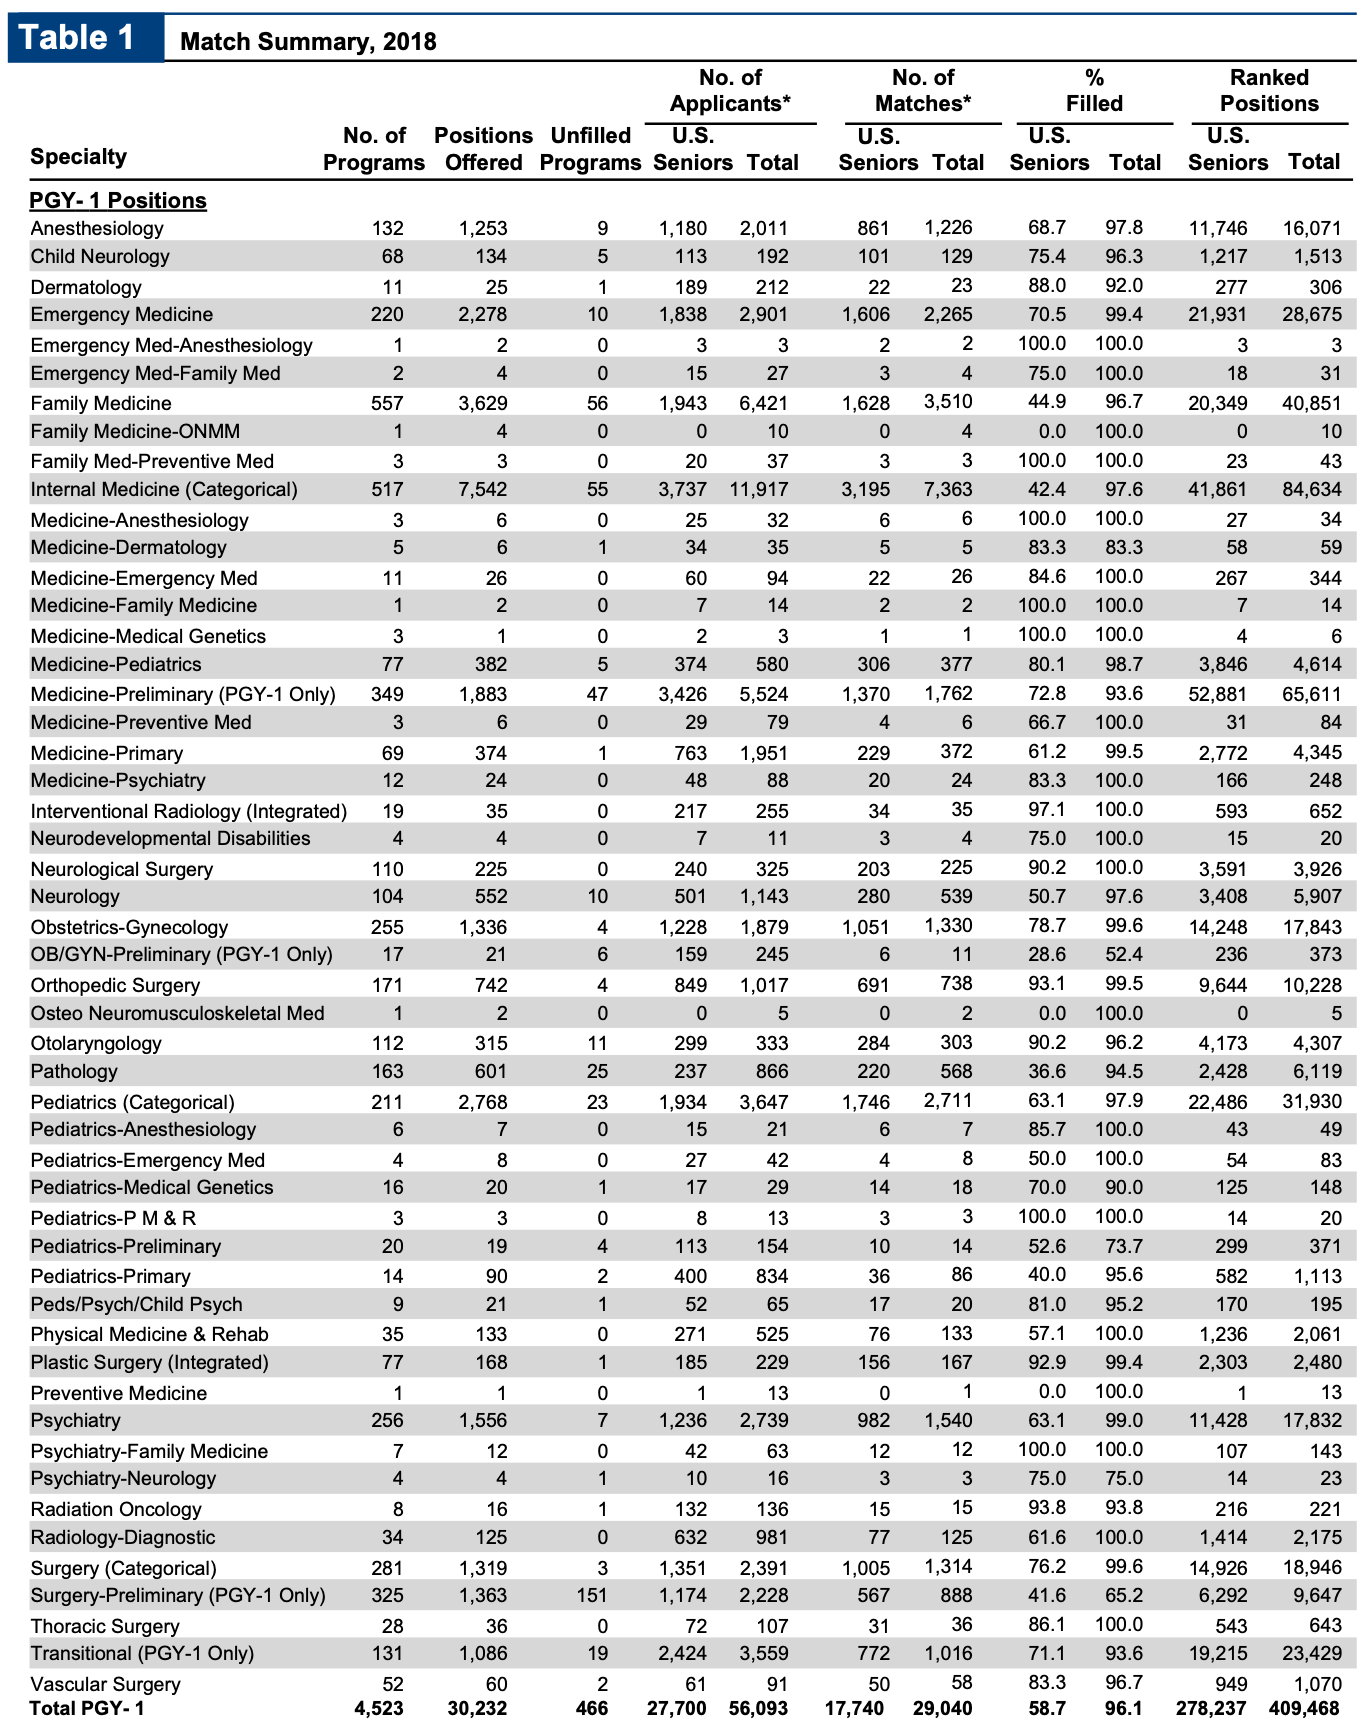 Table 1 Match Summary, 2018
No. of No. of % Ranked
Applicants* Matches* Filled Positions
No. of Positions Unfilled U.S. U.S. U.S. U.S.
Specialty Programs Offered Programs Seniors Total Seniors Total Seniors Total Seniors Total
PGY- 1 Positions
Anesthesiology 132 1,253 9 1,180 2,011 861 1,226 68.7 97.8 11,746 16,071
Child Neurology 68 134 5 113 192 101 129 75.4 96.3 1,217 1,513
Dermatology 11 25 1 189 212 22 23 88.0 92.0 277 306
Emergency Medicine 220 2,278 10 1,838 2,901 1,606 2,265 70.5 99.4 21,931 28,675
Emergency Med-Anesthesiology 1 2 0 3 3 2 2 100.0 100.0 3 3
Emergency Med-Family Med 2 4 0 15 27 3 4 75.0 100.0 18 31
Family Medicine 557 3,629 56 1,943 6,421 1,628 3,510 44.9 96.7 20,349 40,851
Family Medicine-ONMM 1 4 0 0 10 0 4 0.0 100.0 0 10
Family Med-Preventive Med 3 3 0 20 37 3 3 100.0 100.0 23 43
Internal Medicine (Categorical) 517 7,542 55 3,737 11,917 3,195 7,363 42.4 97.6 41,861 84,634
Medicine-Anesthesiology 3 6 0 25 32 6 6 100.0 100.0 27 34
Medicine-Dermatology 5 6 1 34 35 5 5 83.3 83.3 58 59
Medicine-Emergency Med 11 26 0 60 94 22 26 84.6 100.0 267 344
Medicine-Family Medicine 1 2 0 7 14 2 2 100.0 100.0 7 14
Medicine-Medical Genetics 3 1 0 2 3 1 1 100.0 100.0 4 6
Medicine-Pediatrics 77 382 5 374 580 306 377 80.1 98.7 3,846 4,614
Medicine-Preliminary (PGY-1 Only) 349 1,883 47 3,426 5,524 1,370 1,762 72.8 93.6 52,881 65,611
Medicine-Preventive Med 3 6 0 29 79 4 6 66.7 100.0 31 84
Medicine-Primary 69 374 1 763 1,951 229 372 61.2 99.5 2,772 4,345
Medicine-Psychiatry 12 24 0 48 88 20 24 83.3 100.0 166 248
Interventional Radiology (Integrated) 19 35 0 217 255 34 35 97.1 100.0 593 652
Neurodevelopmental Disabilities 4 4 0 7 11 3 4 75.0 100.0 15 20
Neurological Surgery 110 225 0 240 325 203 225 90.2 100.0 3,591 3,926
Neurology 104 552 10 501 1,143 280 539 50.7 97.6 3,408 5,907
Obstetrics-Gynecology 255 1,336 4 1,228 1,879 1,051 1,330 78.7 99.6 14,248 17,843
OB/GYN-Preliminary (PGY-1 Only) 17 21 6 159 245 6 11 28.6 52.4 236 373
Orthopedic Surgery 171 742 4 849 1,017 691 738 93.1 99.5 9,644 10,228
Osteo Neuromusculoskeletal Med 1 2 0 0 5 0 2 0.0 100.0 0 5
Otolaryngology 112 315 11 299 333 284 303 90.2 96.2 4,173 4,307
Pathology 163 601 25 237 866 220 568 36.6 94.5 2,428 6,119
Pediatrics (Categorical) 211 2,768 23 1,934 3,647 1,746 2,711 63.1 97.9 22,486 31,930
Pediatrics-Anesthesiology 6 7 0 15 21 6 7 85.7 100.0 43 49
Pediatrics-Emergency Med 4 8 0 27 42 4 8 50.0 100.0 54 83
Pediatrics-Medical Genetics 16 20 1 17 29 14 18 70.0 90.0 125 148
Pediatrics-P M & R 3 3 0 8 13 3 3 100.0 100.0 14 20
Pediatrics-Preliminary 20 19 4 113 154 10 14 52.6 73.7 299 371
Pediatrics-Primary 14 90 2 400 834 36 86 40.0 95.6 582 1,113
Peds/Psych/Child Psych 9 21 1 52 65 17 20 81.0 95.2 170 195
Physical Medicine & Rehab 35 133 0 271 525 76 133 57.1 100.0 1,236 2,061
Plastic Surgery (Integrated) 77 168 1 185 229 156 167 92.9 99.4 2,303 2,480
Preventive Medicine 1 1 0 1 13 0 1 0.0 100.0 1 13
Psychiatry 256 1,556 7 1,236 2,739 982 1,540 63.1 99.0 11,428 17,832
Psychiatry-Family Medicine 7 12 0 42 63 12 12 100.0 100.0 107 143
Psychiatry-Neurology 4 4 1 10 16 3 3 75.0 75.0 14 23
Radiation Oncology 8 16 1 132 136 15 15 93.8 93.8 216 221
Radiology-Diagnostic 34 125 0 632 981 77 125 61.6 100.0 1,414 2,175
Surgery (Categorical) 281 1,319 3 1,351 2,391 1,005 1,314 76.2 99.6 14,926 18,946
Surgery-Preliminary (PGY-1 Only) 325 1,363 151 1,174 2,228 567 888 41.6 65.2 6,292 9,647
Thoracic Surgery 28 36 0 72 107 31 36 86.1 100.0 543 643
Transitional (PGY-1 Only) 131 1,086 19 2,424 3,559 772 1,016 71.1 93.6 19,215 23,429
Vascular Surgery 52 60 2 61 91 50 58 83.3 96.7 949 1,070
Total PGY- 1 4,523 30,232 466 27,700 56,093 17,740 29,040 58.7 96.1 278,237 409,468